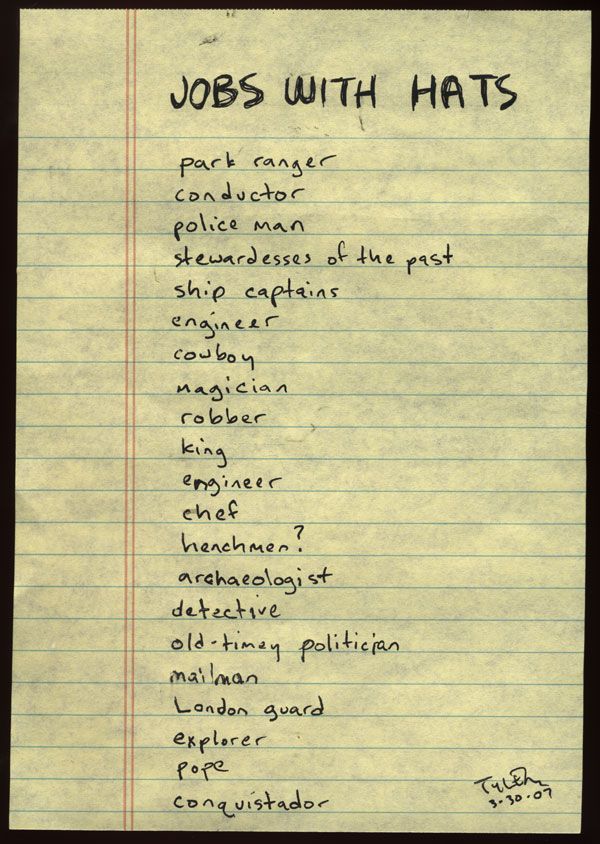 JOBS WITH HATS
park ranger
conductor
police man
stewardesses of the past
ship captains
engineer
cowboy
magician
robber
king
engineer
chef
henchmen?
archaeologist
detective
old-timey politician
mailman
London guard
explorer
pope
conquistador
3-30-07